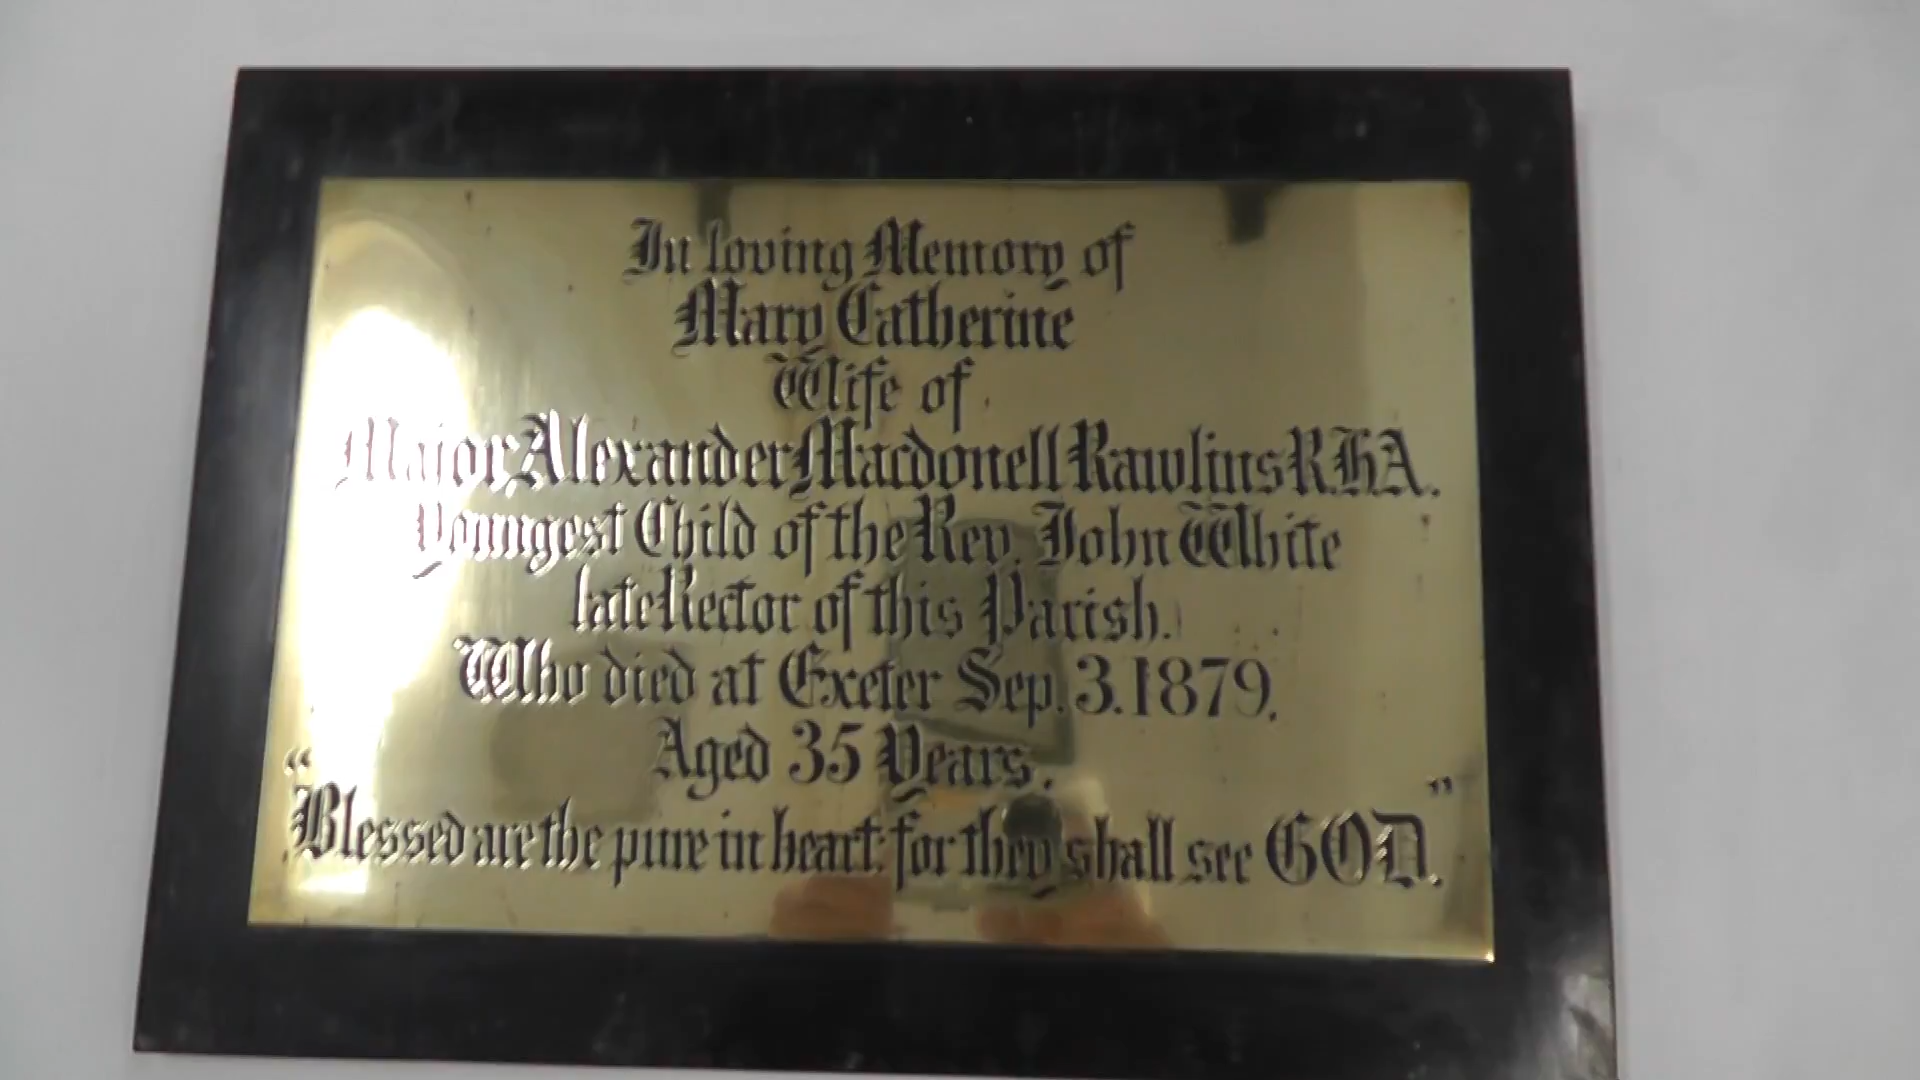 In loving Memory of
Mary Catherine
Wife of
Major Alexander Macdonell Rawlins R.H.A.
Youngest Child of the Rev. John White
late Rector of this Parish.
Who died at Exeter Sep. 3. 1879.
Aged 35 Years.
"Blessed are the pure in heart: for they shall see GOD."